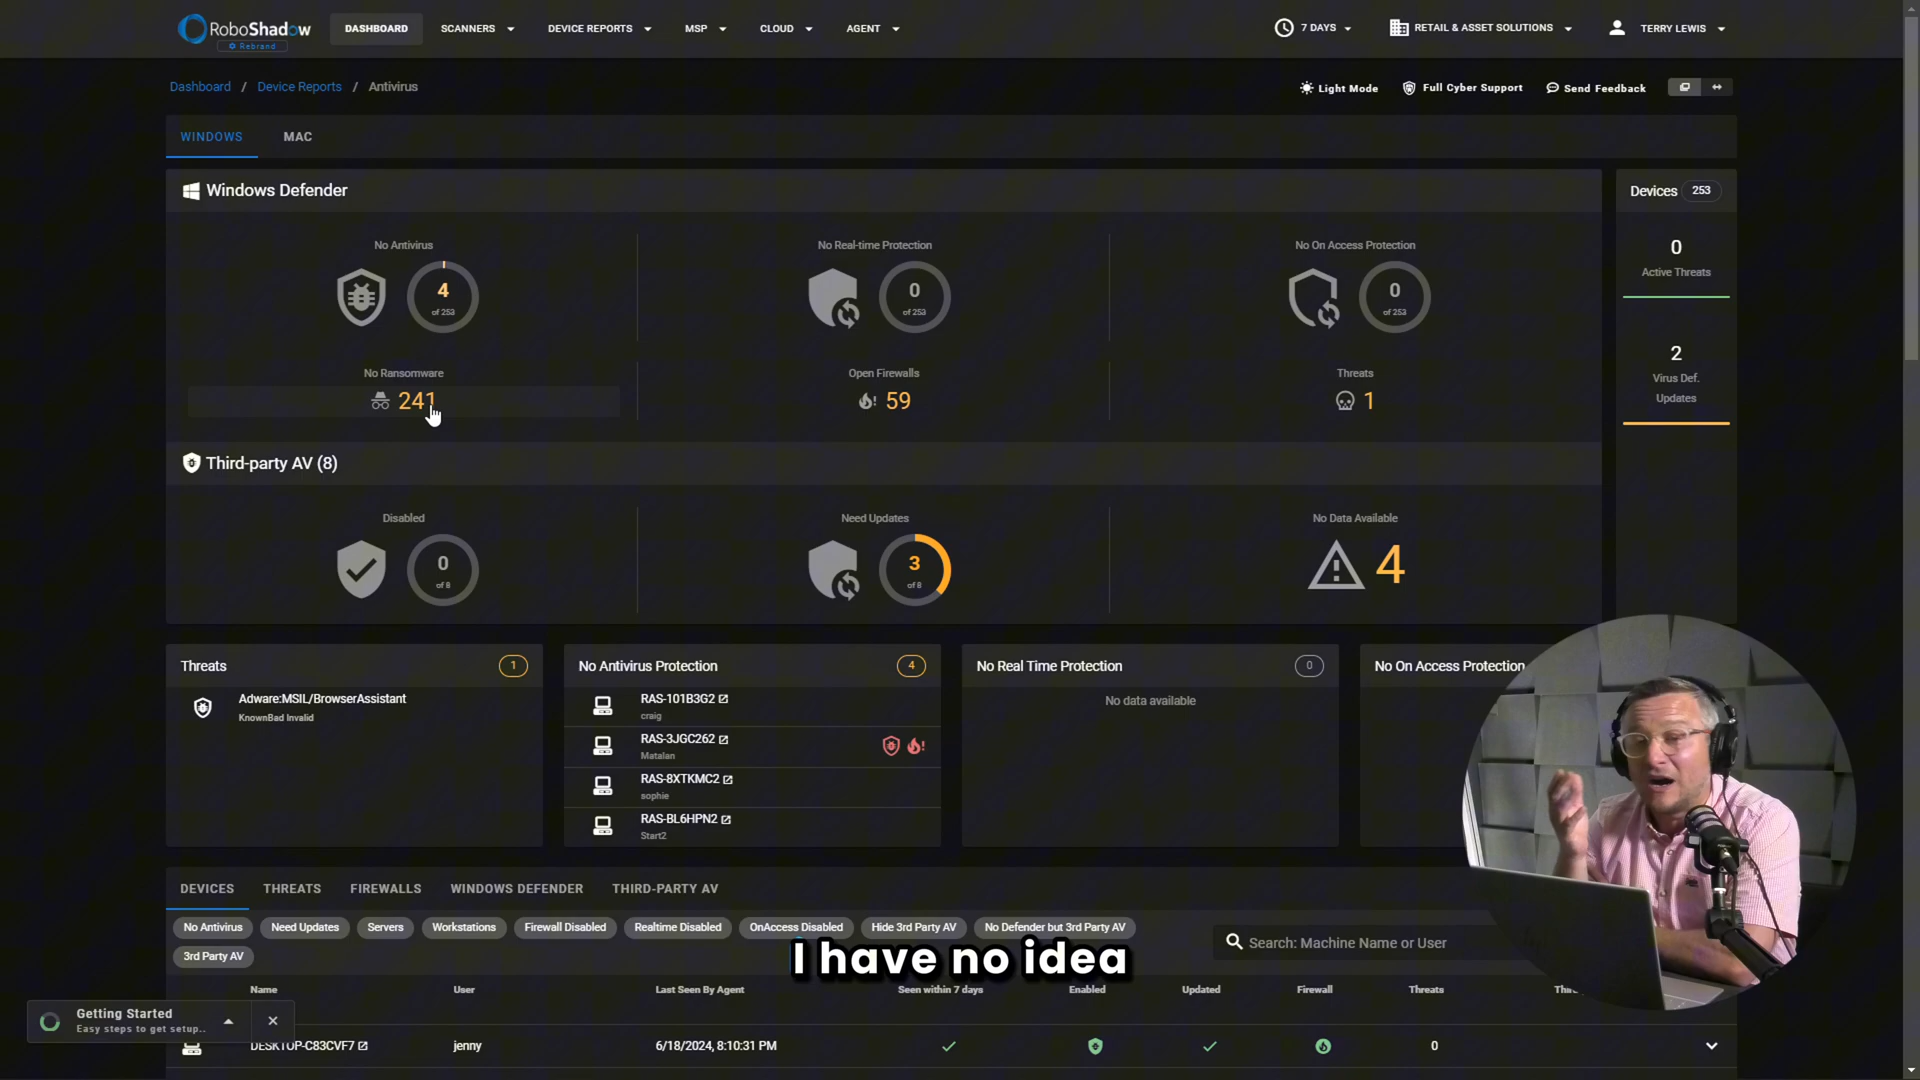 RoboShadow
Rebrand
DASHBOARD
SCANNERS
DEVICE REPORTS
MSP
CLOUD
AGENT
7 DAYS
RETAIL & ASSET SOLUTIONS
TERRY LEWIS
Dashboard / Device Reports / Antivirus
Light Mode
Full Cyber Support
Send Feedback
WINDOWS
MAC
Windows Defender
Devices 253
No Antivirus
4
of 253
No Real-time Protection
0
of 253
No On Access Protection
0
of 253
0
Active Threats
No Ransomware
241
Open Firewalls
59
Threats
1
2
Virus Def.
Updates
Third-party AV (8)
Disabled
0
of 8
Need Updates
3
of 8
No Data Available
4
Threats
1
Adware:MSIL/BrowserAssistant
KnownBad Invalid
No Antivirus Protection
4
RAS-101B3G2
craig
RAS-3JGC262
Matalan
RAS-8XTKMC2
sophie
RAS-BL6HPN2
Start2
No Real Time Protection
0
No data available
No On Access Protection
DEVICES
THREATS
FIREWALLS
WINDOWS DEFENDER
THIRD-PARTY AV
No Antivirus
Need Updates
Servers
Workstations
Firewall Disabled
Realtime Disabled
OnAccess Disabled
Hide 3rd Party AV
No Defender but 3rd Party AV
3rd Party AV
Search: Machine Name or User
I have no idea
Name
User
Last Seen By Agent
Seen within 7 days
Enabled
Updated
Firewall
Threats
Getting Started
Easy steps to get setup..
DESKTOP-C83CVF7
jenny
6/18/2024, 8:10:31 PM
0